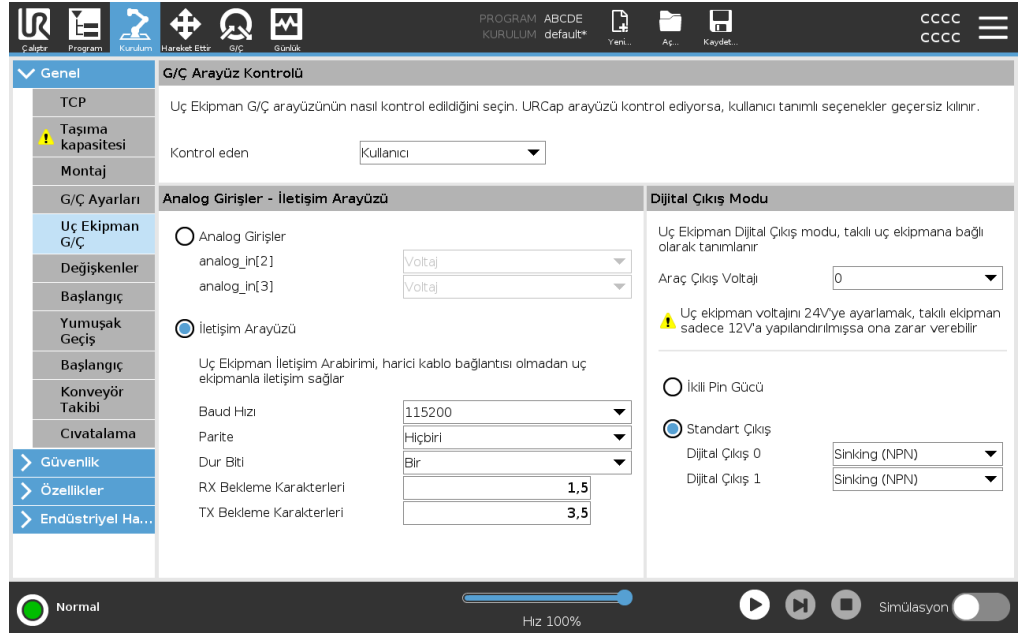 UR
Çalıştır
Program
Kurulum
Hareket Ettir
G/Ç
Günlük
PROGRAM ABCDE
KURULUM default*
Yeni...
Aç...
Kaydet...
CCCC
CCCC
Genel
TCP
Taşıma
kapasitesi
Montaj
G/Ç Ayarları
Uç Ekipman
G/Ç
Değişkenler
Başlangıç
Yumuşak
Geçiş
Başlangıç
Konveyör
Takibi
Cıvatalama
Güvenlik
Özellikler
Endüstriyel Ha...
G/Ç Arayüz Kontrolü
Uç Ekipman G/Ç arayüzünün nasıl kontrol edildiğini seçin. URCap arayüzü kontrol ediyorsa, kullanıcı tanımlı seçenekler geçersiz kılınır.
Kontrol eden Kullanıcı
Analog Girişler - İletişim Arayüzü
Analog Girişler
analog_in[2] Voltaj
analog_in[3] Voltaj
İletişim Arayüzü
Uç Ekipman İletişim Arabirimi, harici kablo bağlantısı olmadan uç
ekipmanla iletişim sağlar
Baud Hızı 115200
Parite Hiçbiri
Dur Biti Bir
RX Bekleme Karakterleri 1,5
TX Bekleme Karakterleri 3,5
Dijital Çıkış Modu
Uç Ekipman Dijital Çıkış modu, takılı uç ekipmana bağlı
olarak tanımlanır
Araç Çıkış Voltajı 0
Uç ekipman voltajını 24V'ye ayarlamak, takılı ekipman
sadece 12V'a yapılandırılmışsa ona zarar verebilir
İkili Pin Gücü
Standart Çıkış
Dijital Çıkış 0 Sinking (NPN)
Dijital Çıkış 1 Sinking (NPN)
Normal
Hız 100%
Simülasyon